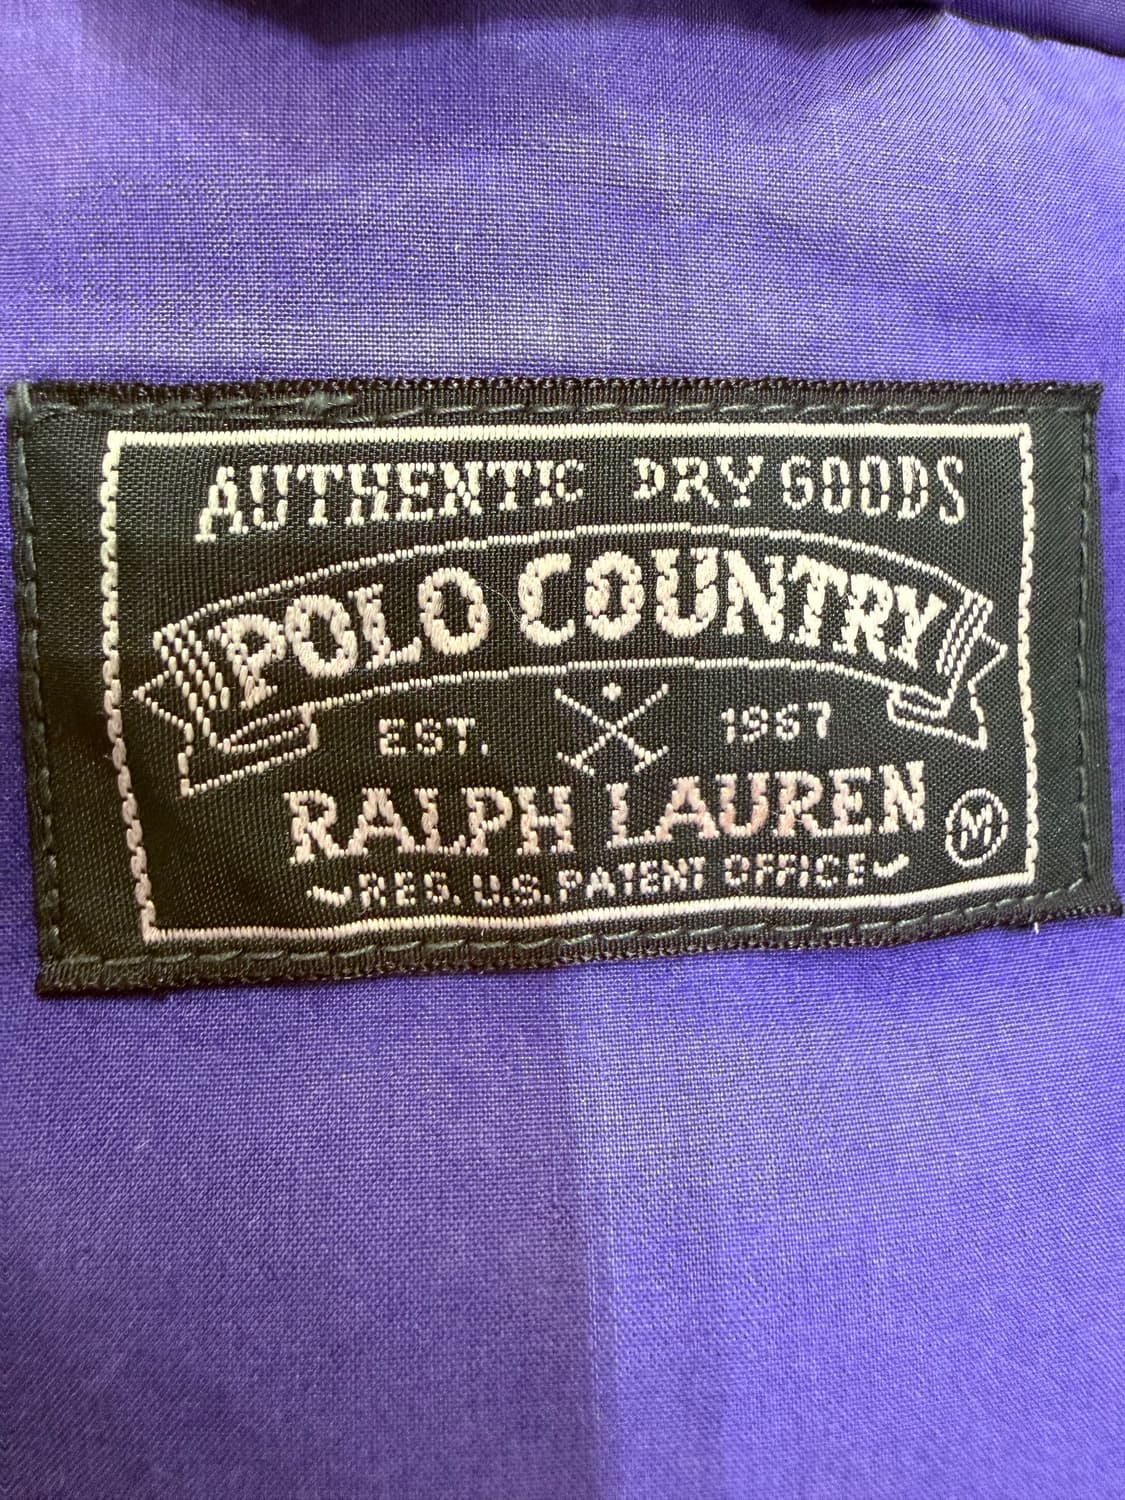 AUTHENTIC DRY GOODS
POLO COUNTRY
EST. 1967
RALPH LAUREN M
REG. U.S. PATENT OFFICE